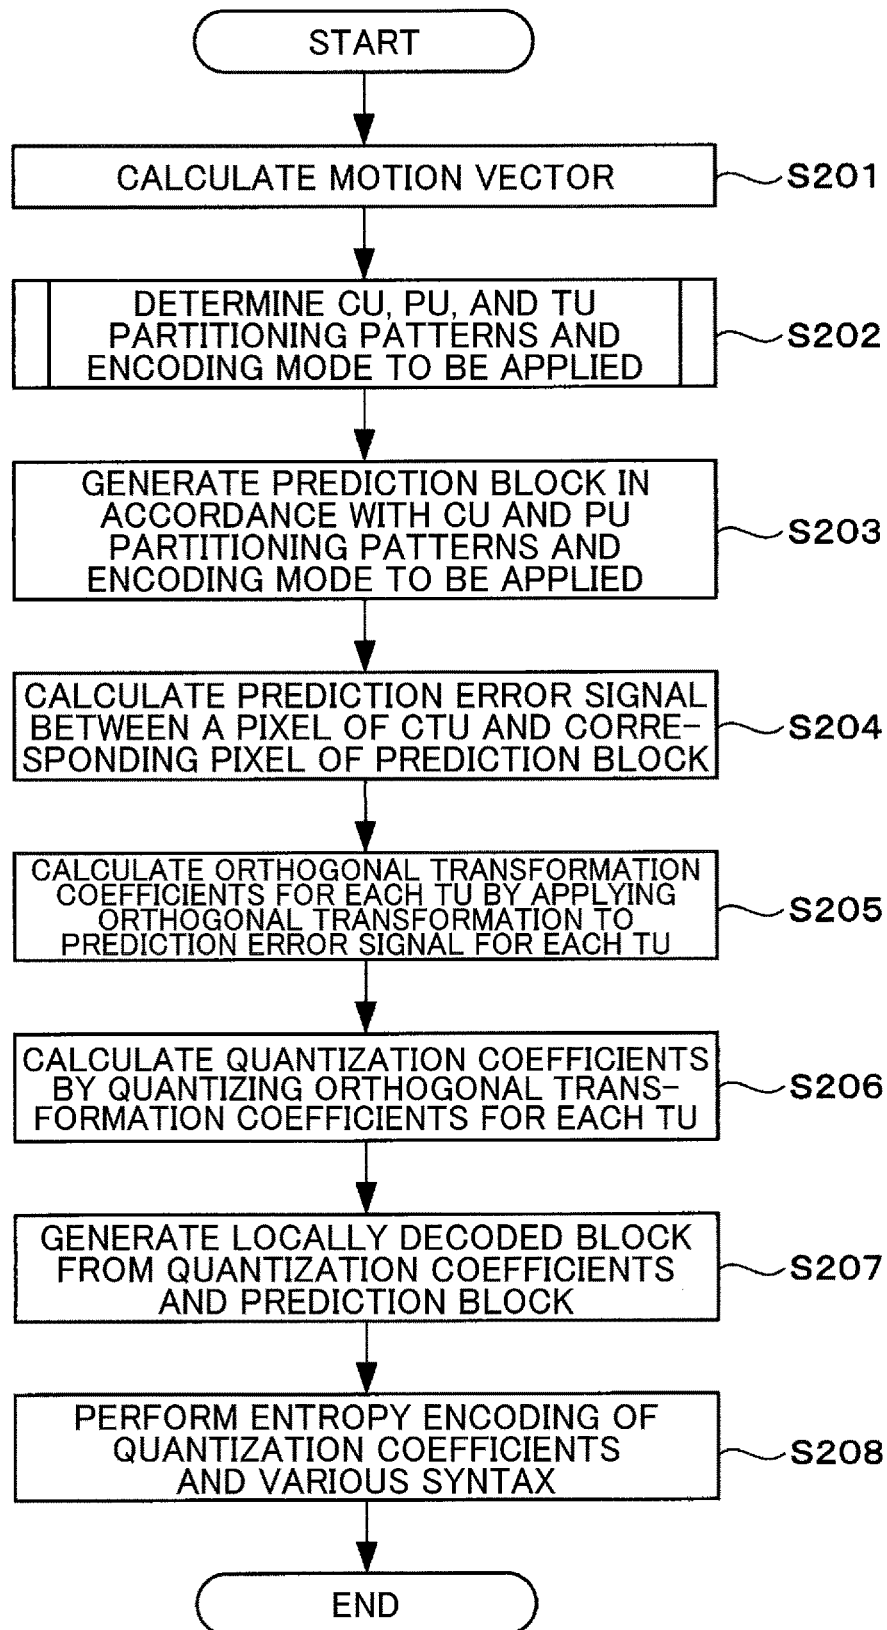 START
CALCULATE MOTION VECTOR
S201
DETERMINE CU, PU, AND TU
PARTITIONING PATTERNS AND
ENCODING MODE TO BE APPLIED
S202
GENERATE PREDICTION BLOCK IN
ACCORDANCE WITH CU AND PU
PARTITIONING PATTERNS AND
ENCODING MODE TO BE APPLIED
S203
CALCULATE PREDICTION ERROR SIGNAL
BETWEEN A PIXEL OF CTU AND CORRE-
SPONDING PIXEL OF PREDICTION BLOCK
S204
CALCULATE ORTHOGONAL TRANSFORMATION
COEFFICIENTS FOR EACH TU BY APPLYING
ORTHOGONAL TRANSFORMATION TO
PREDICTION ERROR SIGNAL FOR EACH TU
S205
CALCULATE QUANTIZATION COEFFICIENTS
BY QUANTIZING ORTHOGONAL TRANS-
FORMATION COEFFICIENTS FOR EACH TU
S206
GENERATE LOCALLY DECODED BLOCK
FROM QUANTIZATION COEFFICIENTS
AND PREDICTION BLOCK
S207
PERFORM ENTROPY ENCODING OF
QUANTIZATION COEFFICIENTS
AND VARIOUS SYNTAX
S208
END